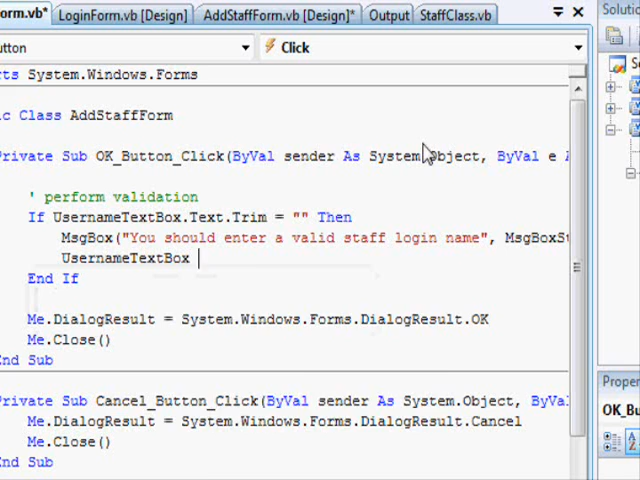 orm.vb* LoginForm.vb [Design] AddStaffForm.vb [Design]* Output StaffClass.vb
Solutio
utton Click
rts System.Windows.Forms
ic Class AddStaffForm
Private Sub OK_Button_Click(ByVal sender As System.Object, ByVal e A
' perform validation
If UsernameTextBox.Text.Trim = "" Then
MsgBox("You should enter a valid staff login name", MsgBoxSt
UsernameTextBox
End If
Me.DialogResult = System.Windows.Forms.DialogResult.OK
Me.Close()
End Sub
Private Sub Cancel_Button_Click(ByVal sender As System.Object, ByVal
Me.DialogResult = System.Windows.Forms.DialogResult.Cancel
Me.Close()
End Sub
Proper
OK_Bu